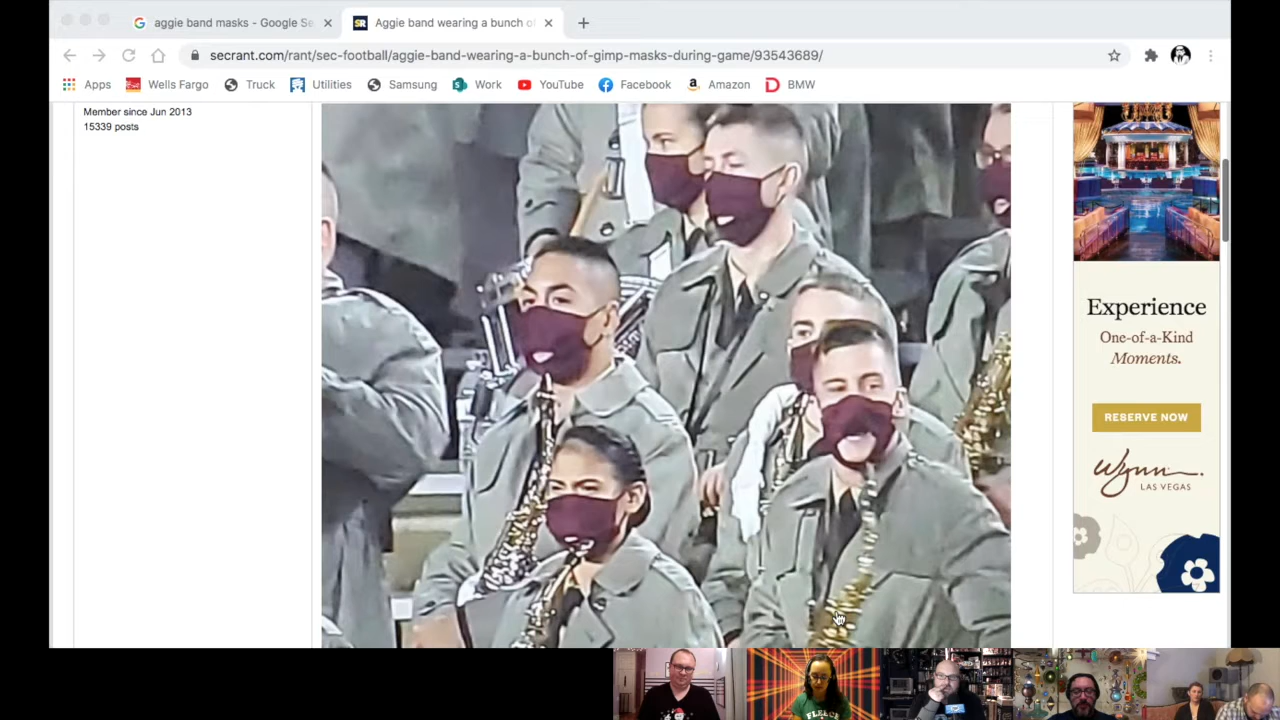 aggie band masks - Google Se
Aggie band wearing a bunch of
secrant.com/rant/sec-football/aggie-band-wearing-a-bunch-of-gimp-masks-during-game/93543689/
Apps Wells Fargo Truck Utilities Samsung Work YouTube Facebook Amazon BMW
Member since Jun 2013
15339 posts
Experience
One-of-a-Kind
Moments.
RESERVE NOW
Wynn
LAS VEGAS
FLEECE